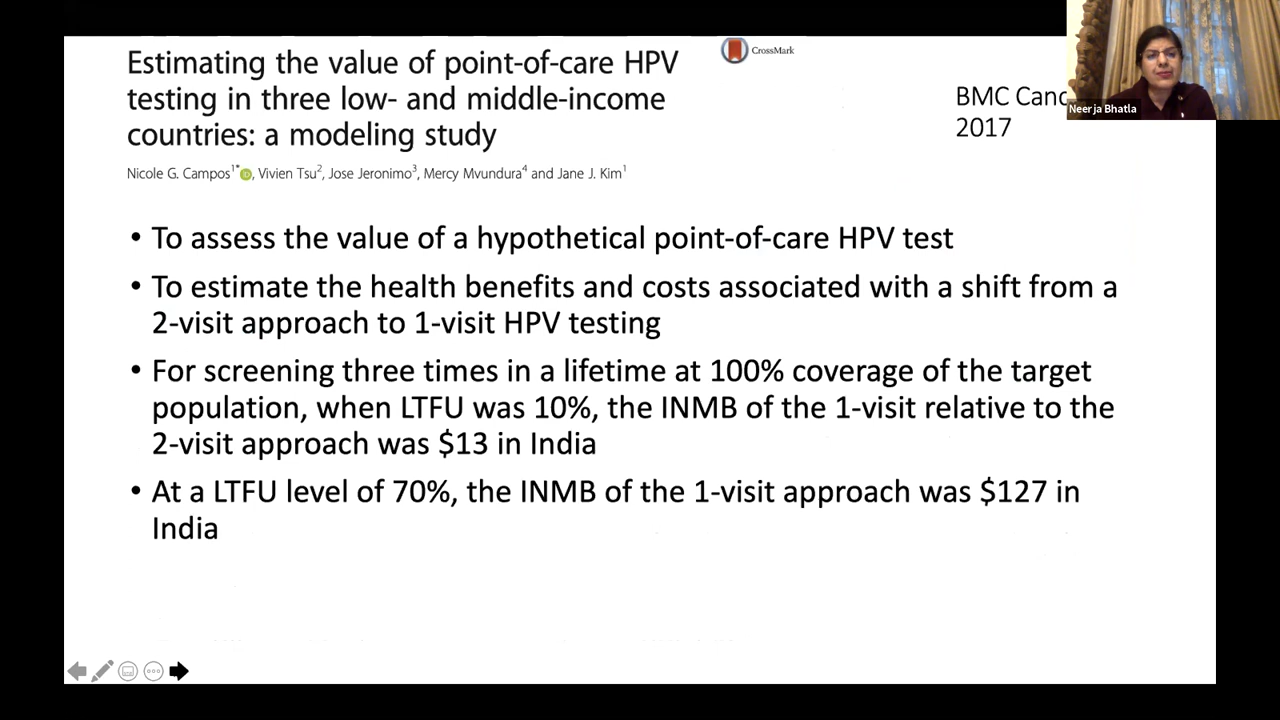 Estimating the value of point-of-care HPV
testing in three low- and middle-income
countries: a modeling study
CrossMark
BMC Canc
2017
Neerja Bhatla
Nicole G. Campos1*, Vivien Tsu2, Jose Jeronimo3, Mercy Mvundura4 and Jane J. Kim1
• To assess the value of a hypothetical point-of-care HPV test
• To estimate the health benefits and costs associated with a shift from a
2-visit approach to 1-visit HPV testing
• For screening three times in a lifetime at 100% coverage of the target
population, when LTFU was 10%, the INMB of the 1-visit relative to the
2-visit approach was $13 in India
• At a LTFU level of 70%, the INMB of the 1-visit approach was $127 in
India